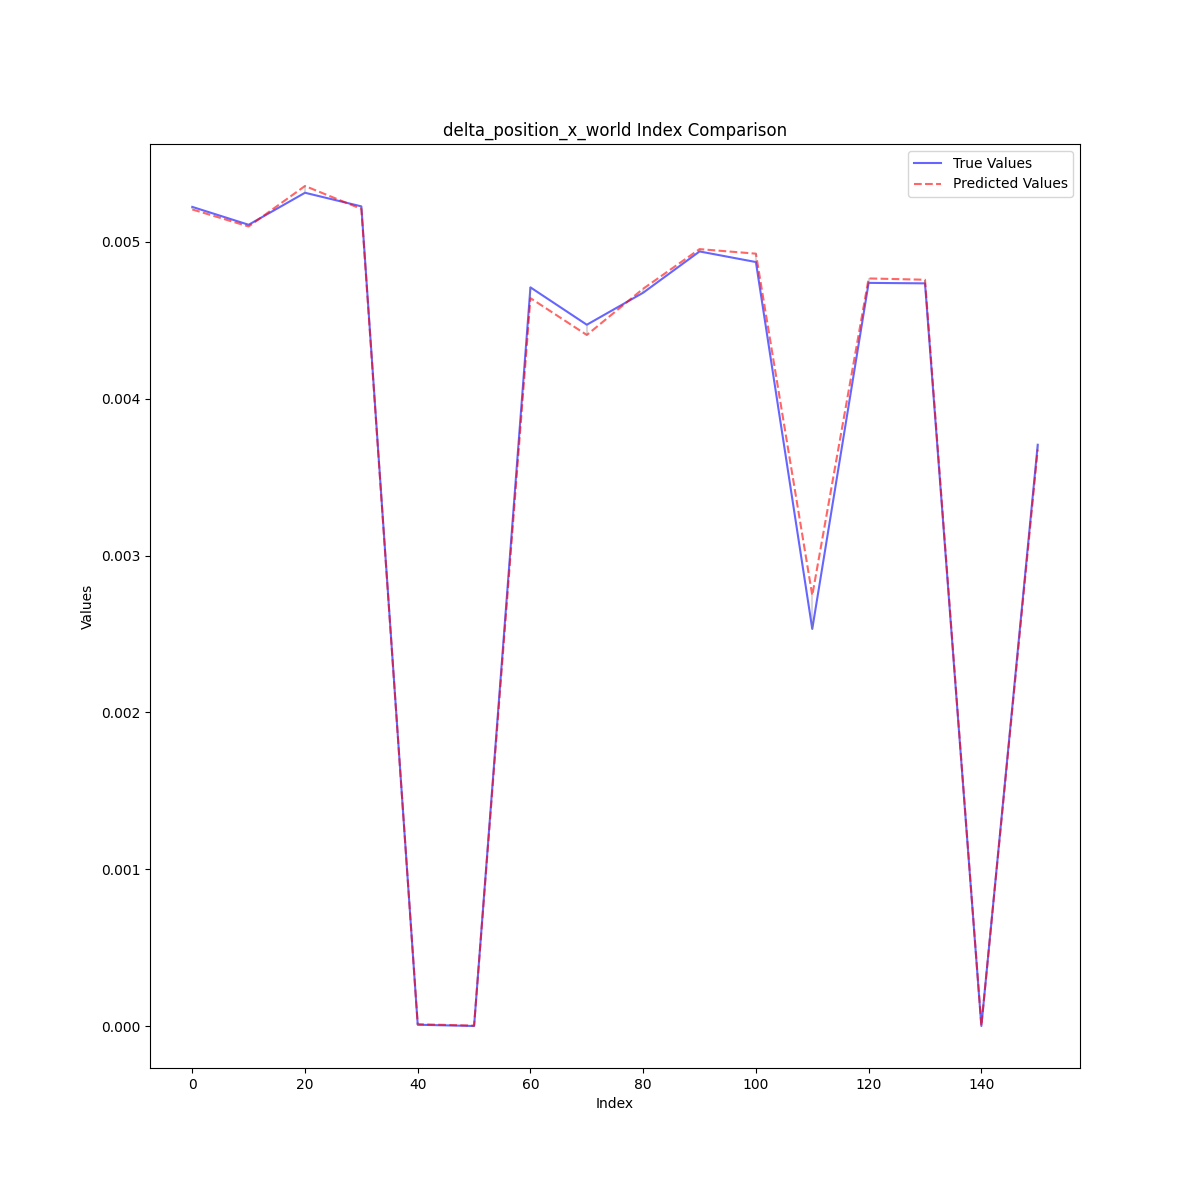 delta_position_x_world Index Comparison
True Values
Predicted Values
0.005
0.004
0.003
0.002
0.001
0.000
Values
0 20 40 60 80 100 120 140
Index